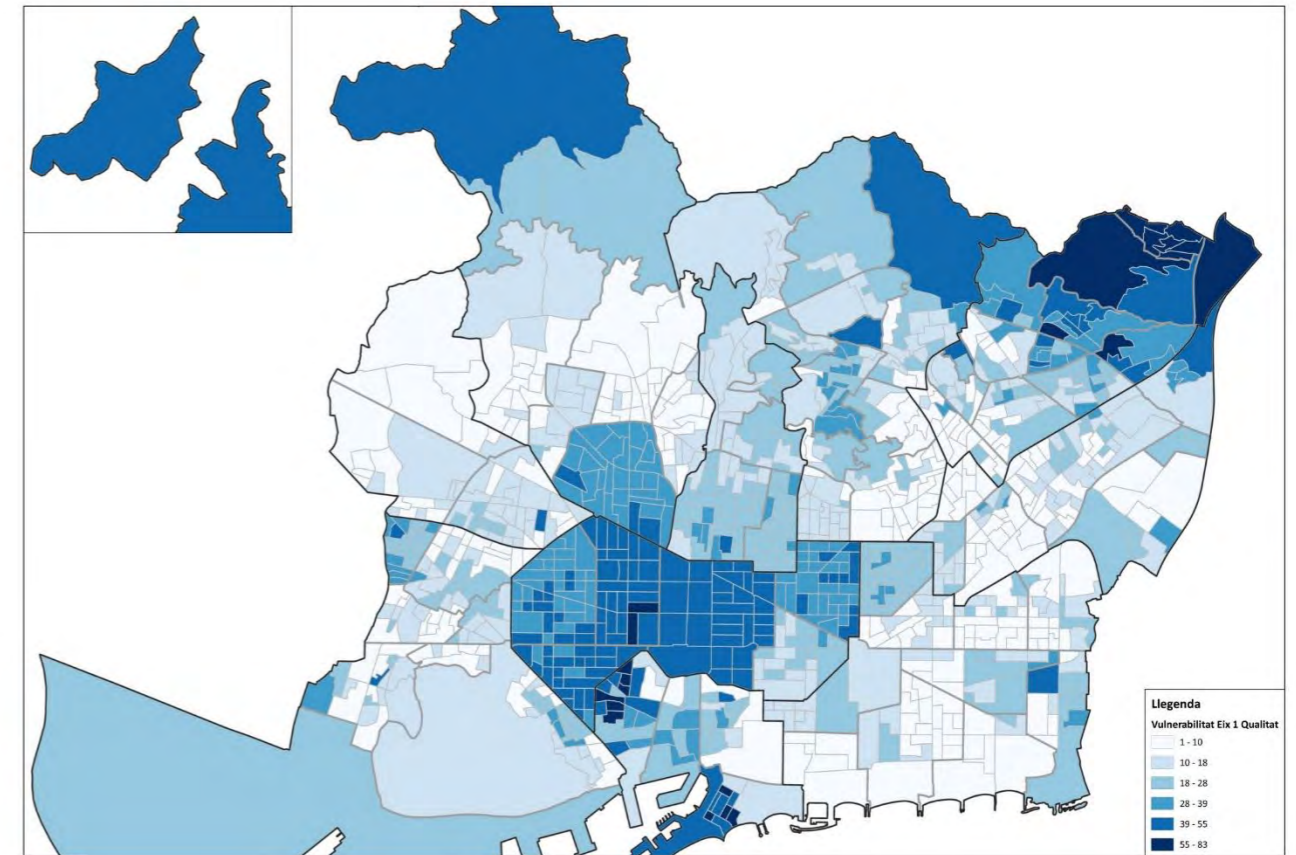 Llegenda
Vulnerabilitat Eix 1 Qualitat
1 - 10
10 - 18
18 - 28
28 - 39
39 - 55
55 - 83